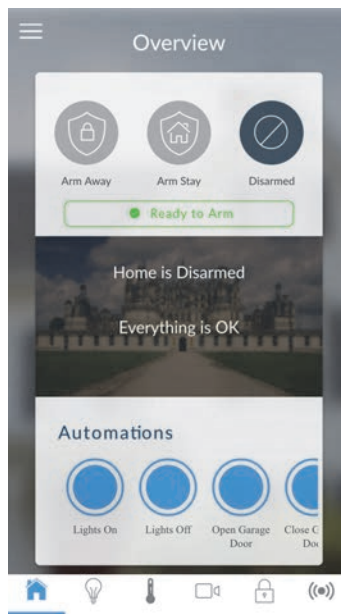 Overview
Arm Away Arm Stay Disarmed
Ready to Arm
Home is Disarmed
Everything is OK
Automations
Lights On Lights Off Open Garage Close
Door